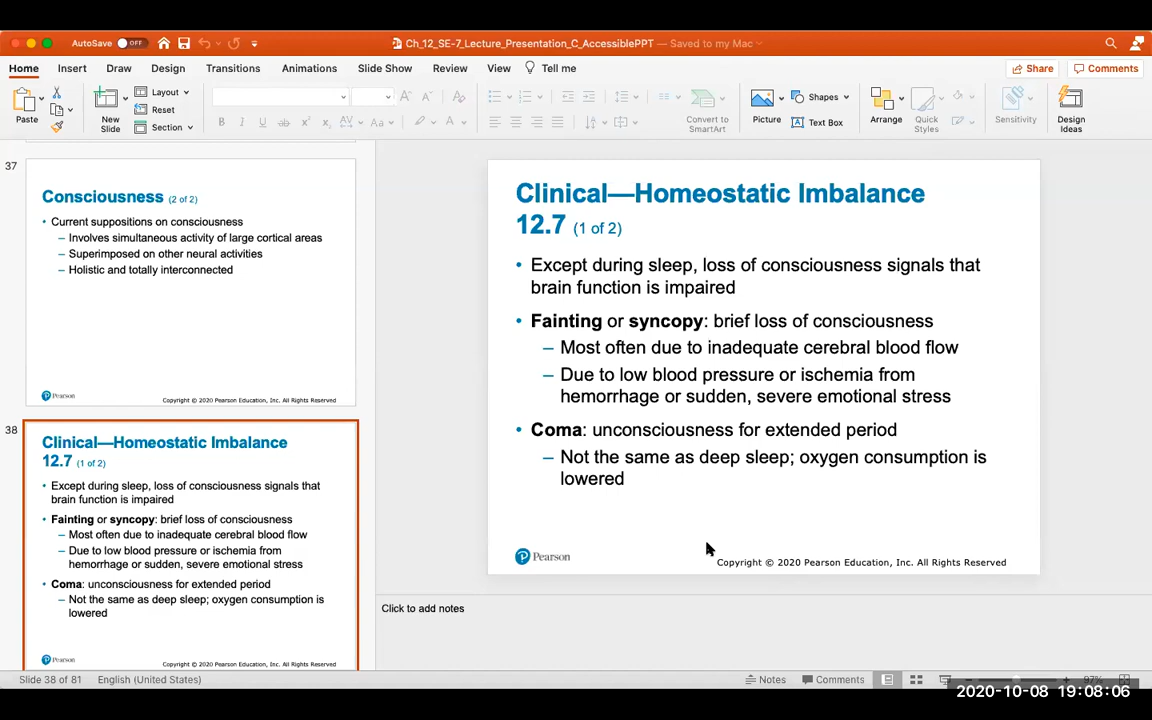 AutoSave OFF
Ch_12_SE-7_Lecture_Presentation_C_AccessiblePPT — Saved to my Mac
Home Insert Draw Design Transitions Animations Slide Show Review View Tell me
Share Comments
Paste
New
Slide
Layout
Reset
Section
B I U ab x² x₂ AV Aa A
Convert to
SmartArt
Picture
Shapes
Text Box
Arrange
Quick
Styles
Sensitivity
Design
Ideas
37
Consciousness (2 of 2)
• Current suppositions on consciousness
– Involves simultaneous activity of large cortical areas
– Superimposed on other neural activities
– Holistic and totally interconnected
Pearson
Copyright © 2020 Pearson Education, Inc. All Rights Reserved
38
Clinical—Homeostatic Imbalance
12.7 (1 of 2)
• Except during sleep, loss of consciousness signals that
brain function is impaired
• Fainting or syncopy: brief loss of consciousness
– Most often due to inadequate cerebral blood flow
– Due to low blood pressure or ischemia from
hemorrhage or sudden, severe emotional stress
• Coma: unconsciousness for extended period
– Not the same as deep sleep; oxygen consumption is
lowered
Pearson
Copyright © 2020 Pearson Education, Inc. All Rights Reserved
Clinical—Homeostatic Imbalance
12.7 (1 of 2)
• Except during sleep, loss of consciousness signals that
brain function is impaired
• Fainting or syncopy: brief loss of consciousness
– Most often due to inadequate cerebral blood flow
– Due to low blood pressure or ischemia from
hemorrhage or sudden, severe emotional stress
• Coma: unconsciousness for extended period
– Not the same as deep sleep; oxygen consumption is
lowered
Pearson
Copyright © 2020 Pearson Education, Inc. All Rights Reserved
Click to add notes
Slide 38 of 81 English (United States)
Notes Comments 97%
2020-10-08 19:08:06